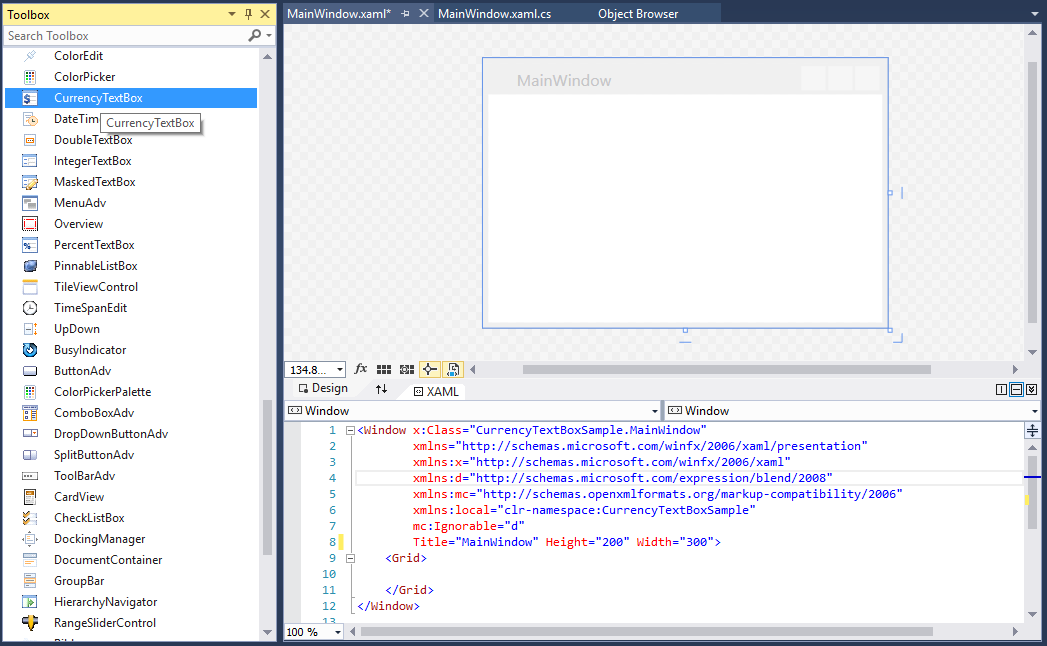 Toolbox
Search Toolbox
ColorEdit
ColorPicker
CurrencyTextBox
DateTim
CurrencyTextBox
DoubleTextBox
IntegerTextBox
MaskedTextBox
MenuAdv
Overview
PercentTextBox
PinnableListBox
TileViewControl
TimeSpanEdit
UpDown
BusyIndicator
ButtonAdv
ColorPickerPalette
ComboBoxAdv
DropDownButtonAdv
SplitButtonAdv
ToolBarAdv
CardView
CheckListBox
DockingManager
DocumentContainer
GroupBar
HierarchyNavigator
RangeSliderControl
MainWindow.xaml* MainWindow.xaml.cs Object Browser
MainWindow
134.8... fx
Design XAML
Window Window
1 <Window x:Class="CurrencyTextBoxSample.MainWindow"
2 xmlns="http://schemas.microsoft.com/winfx/2006/xaml/presentation"
3 xmlns:x="http://schemas.microsoft.com/winfx/2006/xaml"
4 xmlns:d="http://schemas.microsoft.com/expression/blend/2008"
5 xmlns:mc="http://schemas.openxmlformats.org/markup-compatibility/2006"
6 xmlns:local="clr-namespace:CurrencyTextBoxSample"
7 mc:Ignorable="d"
8 Title="MainWindow" Height="200" Width="300">
9 <Grid>
10
11 </Grid>
12 </Window>
13
100 %